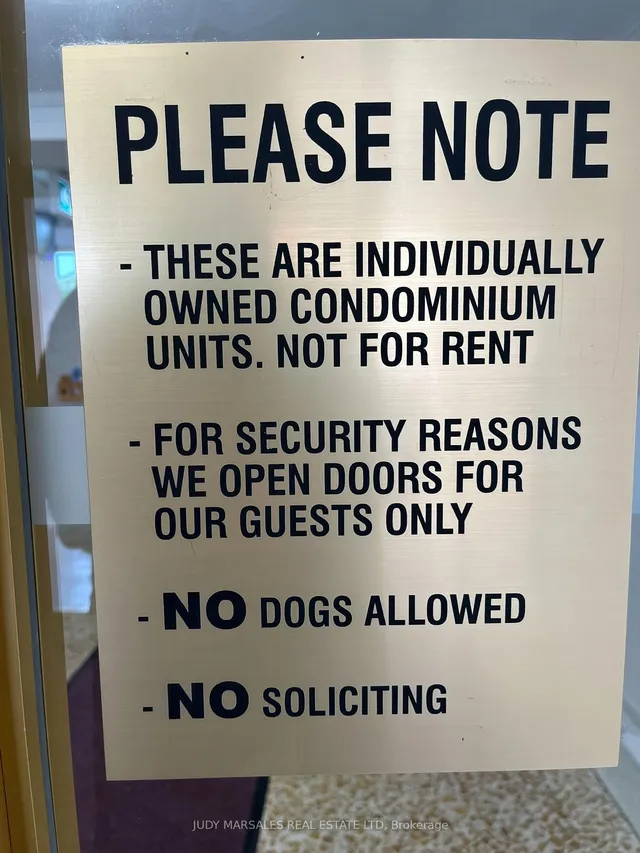 PLEASE NOTE
- THESE ARE INDIVIDUALLY
OWNED CONDOMINIUM
UNITS. NOT FOR RENT
- FOR SECURITY REASONS
WE OPEN DOORS FOR
OUR GUESTS ONLY
- NO DOGS ALLOWED
- NO SOLICITING
JUDY MARSALES REAL ESTATE LTD, Brokerage